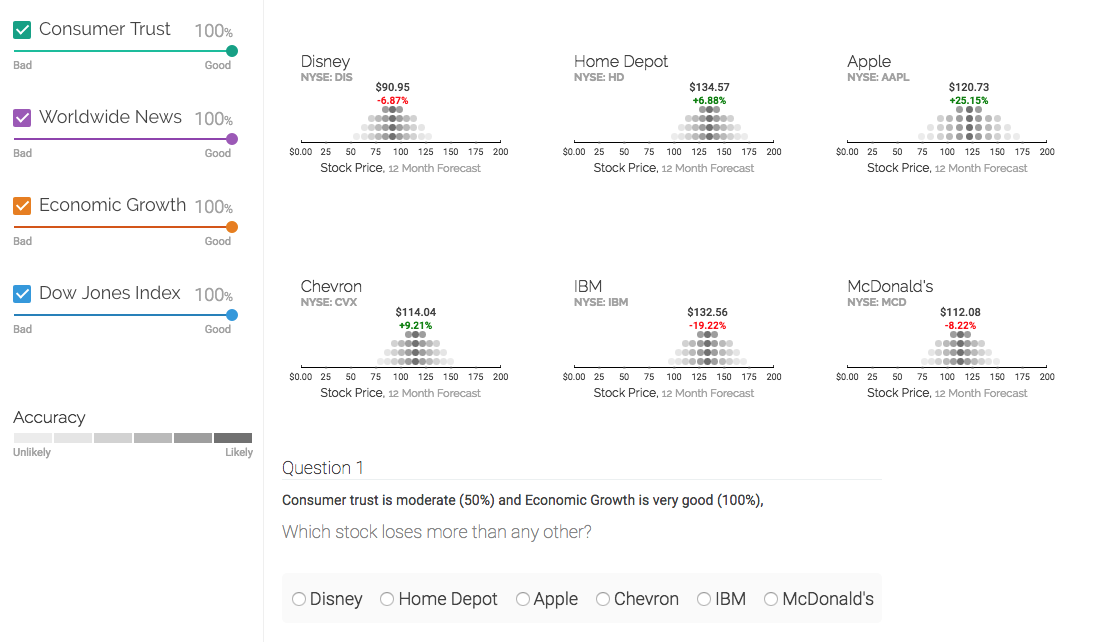 Consumer Trust 100%
Bad Good
Worldwide News 100%
Bad Good
Economic Growth 100%
Bad Good
Dow Jones Index 100%
Bad Good
Accuracy
Unlikely Likely
Disney
NYSE: DIS
$90.95
-6.87%
$0.00 25 50 75 100 125 150 175 200
Stock Price, 12 Month Forecast
Home Depot
NYSE: HD
$134.57
+6.88%
$0.00 25 50 75 100 125 150 175 200
Stock Price, 12 Month Forecast
Apple
NYSE: AAPL
$120.73
+25.15%
$0.00 25 50 75 100 125 150 175 200
Stock Price, 12 Month Forecast
Chevron
NYSE: CVX
$114.04
+9.21%
$0.00 25 50 75 100 125 150 175 200
Stock Price, 12 Month Forecast
IBM
NYSE: IBM
$132.56
-19.22%
$0.00 25 50 75 100 125 150 175 200
Stock Price, 12 Month Forecast
McDonald's
NYSE: MCD
$112.08
-8.22%
$0.00 25 50 75 100 125 150 175 200
Stock Price, 12 Month Forecast
Question 1
Consumer trust is moderate (50%) and Economic Growth is very good (100%),
Which stock loses more than any other?
Disney Home Depot Apple Chevron IBM McDonald's